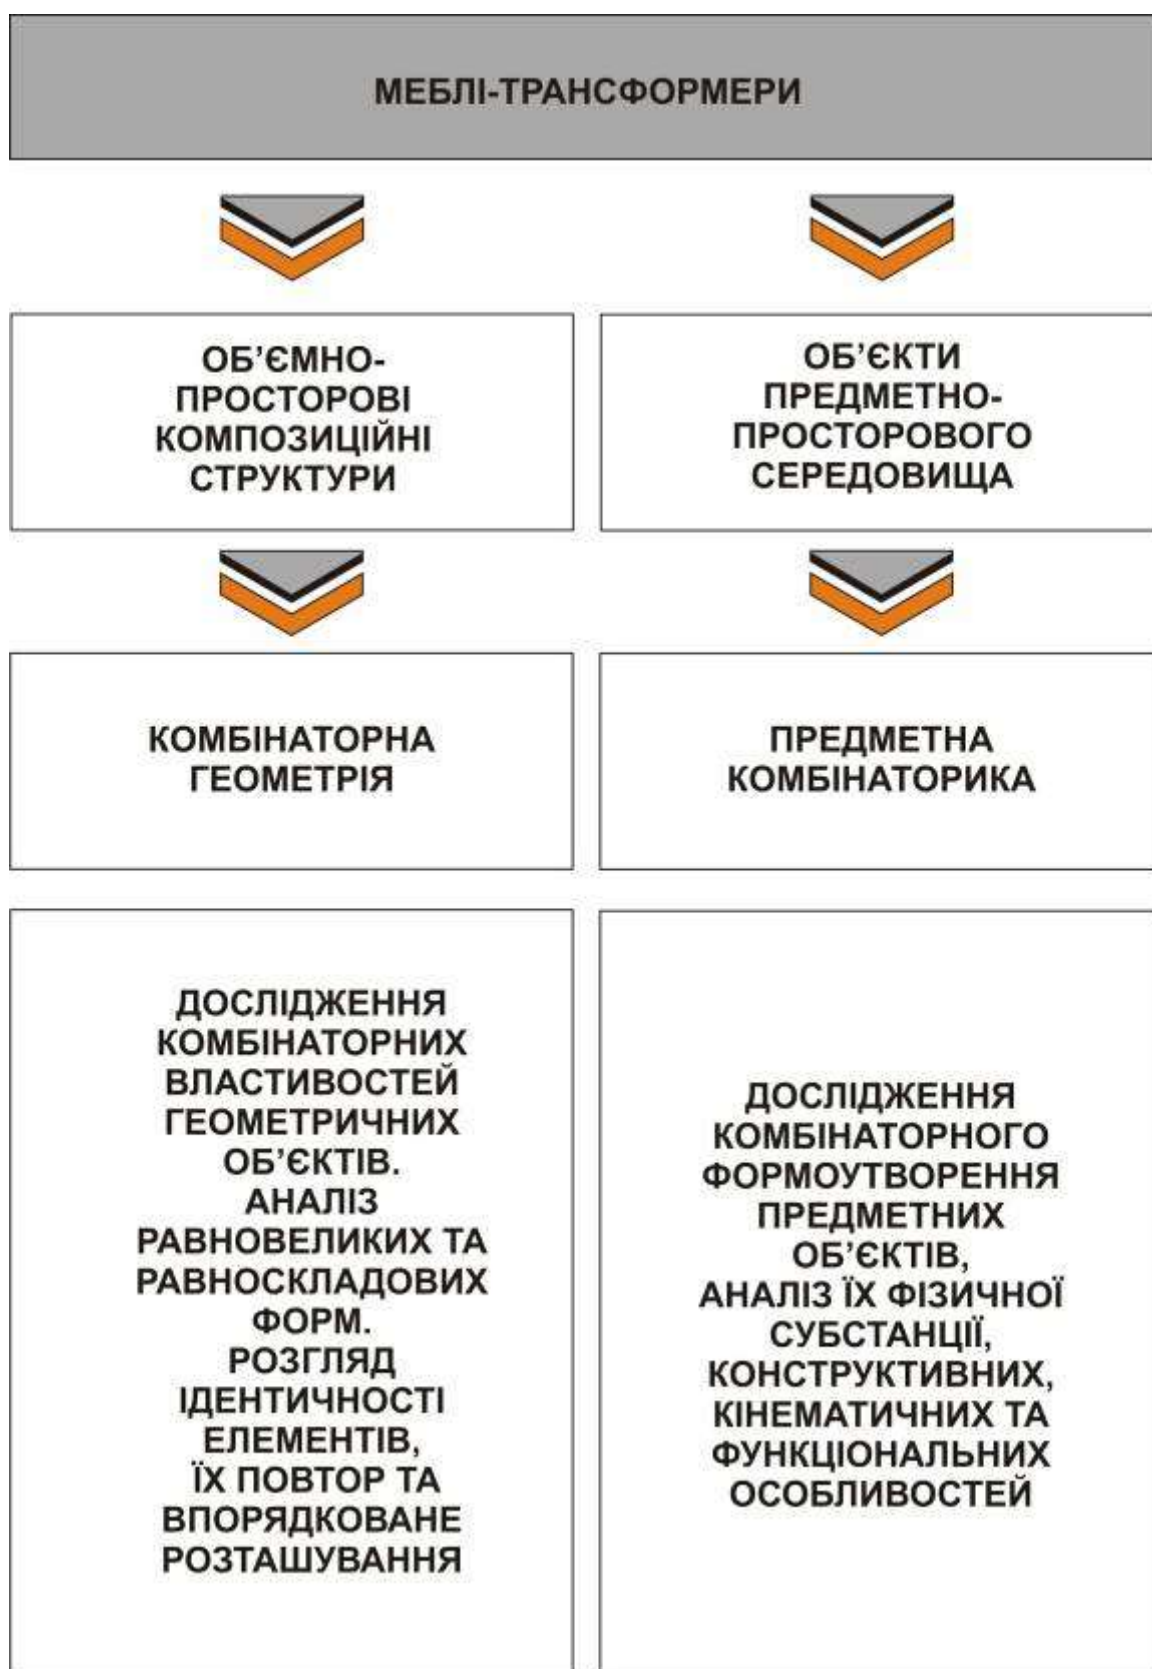 МЕБЛІ-ТРАНСФОРМЕРИ
ОБ’ЄМНО-
ПРОСТОРОВІ
КОМПОЗИЦІЙНІ
СТРУКТУРИ
ОБ’ЄКТИ
ПРЕДМЕТНО-
ПРОСТОРОВОГО
СЕРЕДОВИЩА
КОМБІНАТОРНА
ГЕОМЕТРІЯ
ПРЕДМЕТНА
КОМБІНАТОРИКА
ДОСЛІДЖЕННЯ
КОМБІНАТОРНИХ
ВЛАСТИВОСТЕЙ
ГЕОМЕТРИЧНИХ
ОБ’ЄКТІВ.
АНАЛІЗ
РАВНОВЕЛИКИХ ТА
РАВНОСКЛАДОВИХ
ФОРМ.
РОЗГЛЯД
ІДЕНТИЧНОСТІ
ЕЛЕМЕНТІВ,
ЇХ ПОВТОР ТА
ВПОРЯДКОВАНЕ
РОЗТАШУВАННЯ
ДОСЛІДЖЕННЯ
КОМБІНАТОРНОГО
ФОРМОУТВОРЕННЯ
ПРЕДМЕТНИХ
ОБ’ЄКТІВ,
АНАЛІЗ ЇХ ФІЗИЧНОЇ
СУБСТАНЦІЇ,
КОНСТРУКТИВНИХ,
КІНЕМАТИЧНИХ ТА
ФУНКЦІОНАЛЬНИХ
ОСОБЛИВОСТЕЙ